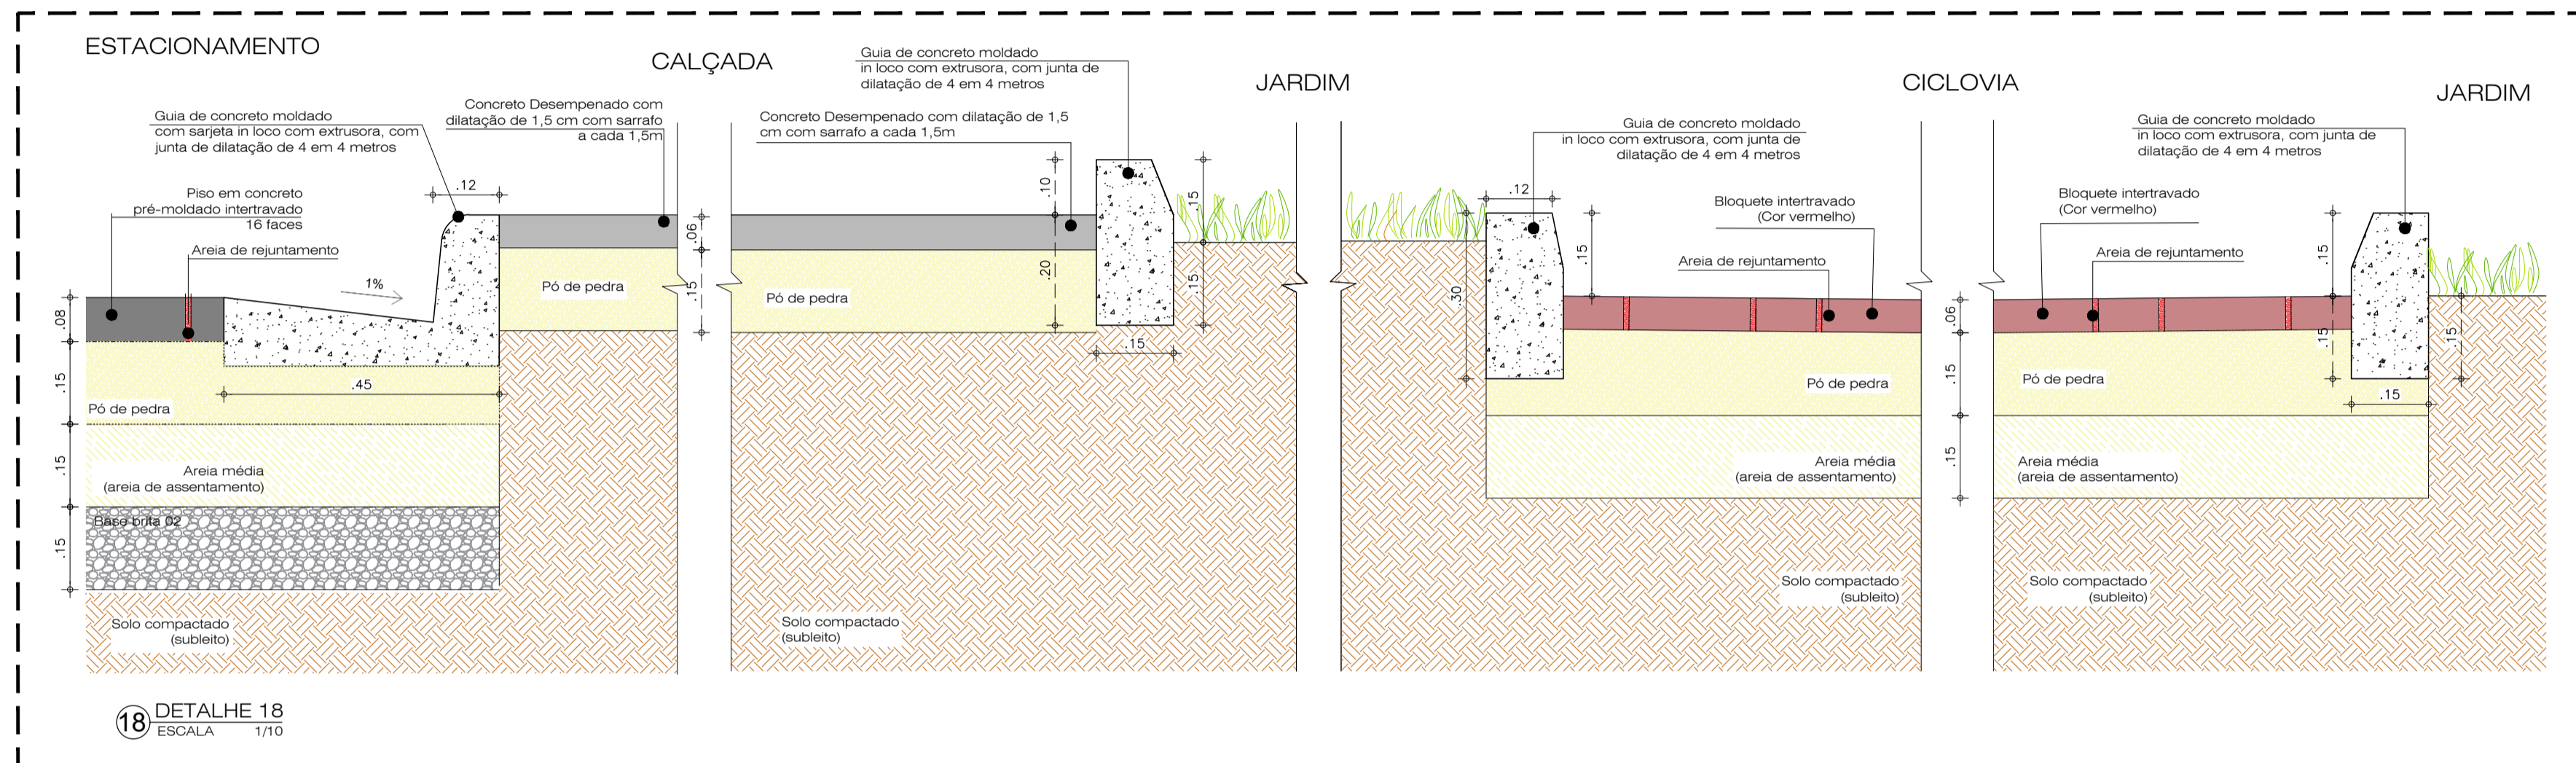 ESTACIONAMENTO
CALÇADA
JARDIM
CICLOVIA
JARDIM
Guia de concreto moldado
com sarjeta in loco com extrusora, com
junta de dilatação de 4 em 4 metros
Concreto Desempenado com
dilatação de 1,5 cm com sarrafo
a cada 1,5m
Guia de concreto moldado
in loco com extrusora, com junta de
dilatação de 4 em 4 metros
Concreto Desempenado com dilatação de 1,5
cm com sarrafo a cada 1,5m
Guia de concreto moldado
in loco com extrusora, com junta de
dilatação de 4 em 4 metros
Guia de concreto moldado
in loco com extrusora, com junta de
dilatação de 4 em 4 metros
Piso em concreto
pré-moldado intertravado
16 faces
Areia de rejuntamento
1%
.12
.08
.15
.15
.15
.45
Pó de pedra
Areia média
(areia de assentamento)
Base brita 02
Solo compactado
(subleito)
Pó de pedra
.06
.15
Pó de pedra
.10
.20
.15
.15
.15
Solo compactado
(subleito)
.12
.30
.15
Bloquete intertravado
(Cor vermelho)
Areia de rejuntamento
Pó de pedra
Areia média
(areia de assentamento)
Solo compactado
(subleito)
.06
.15
.15
Bloquete intertravado
(Cor vermelho)
Areia de rejuntamento
Pó de pedra
Areia média
(areia de assentamento)
Solo compactado
(subleito)
.15
.15
.15
.15
18 DETALHE 18
ESCALA 1/10